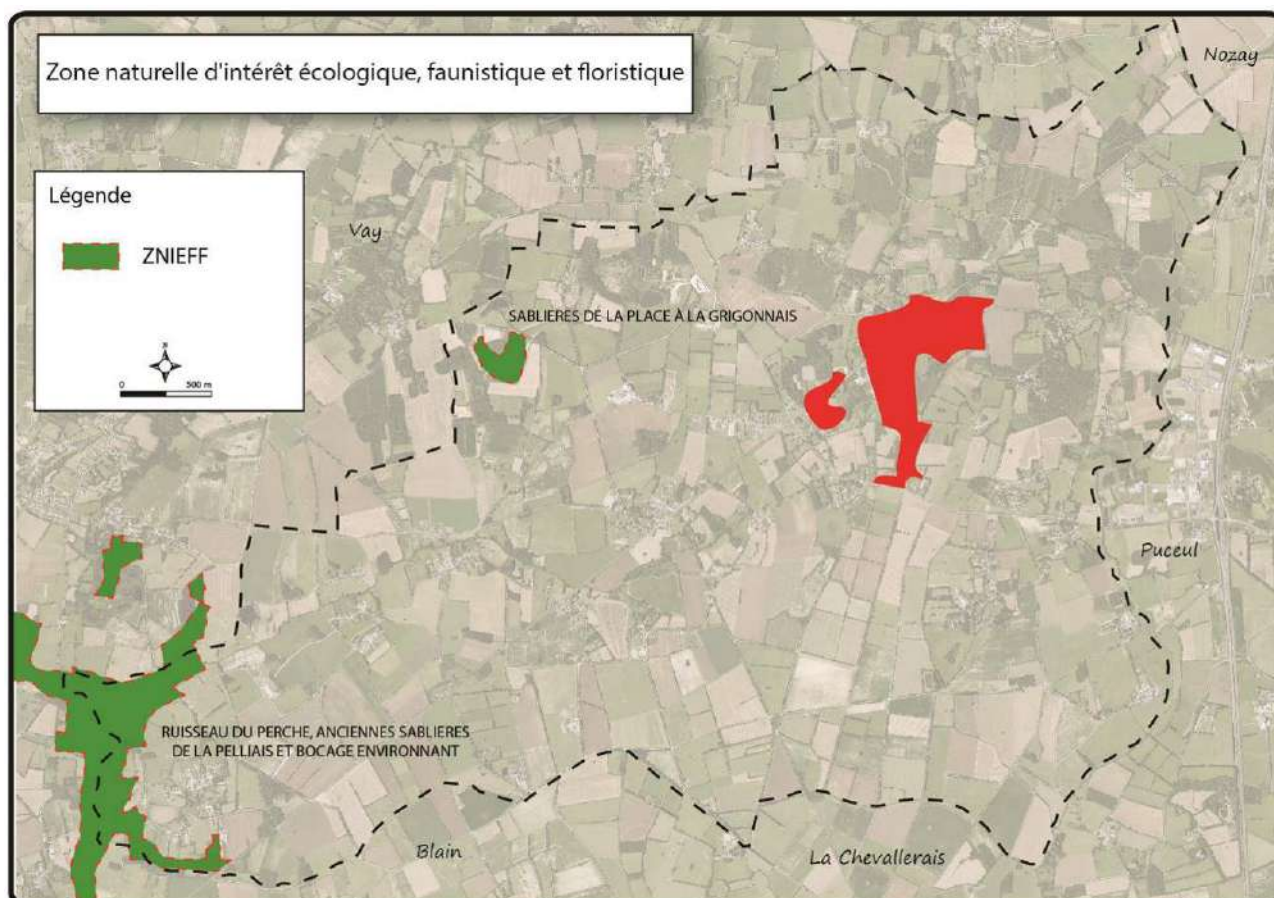 Zone naturelle d'intérêt écologique, faunistique et floristique
Nozay
Légende
ZNIEFF
N
0 500 m
Vay
SABLIERES DE LA PLACE À LA GRIGONNAIS
Puceul
RUISSEAU DU PERCHE, ANCIENNES SABLIERES
DE LA PELLIAIS ET BOCAGE ENVIRONNANT
Blain
La Chevallerais